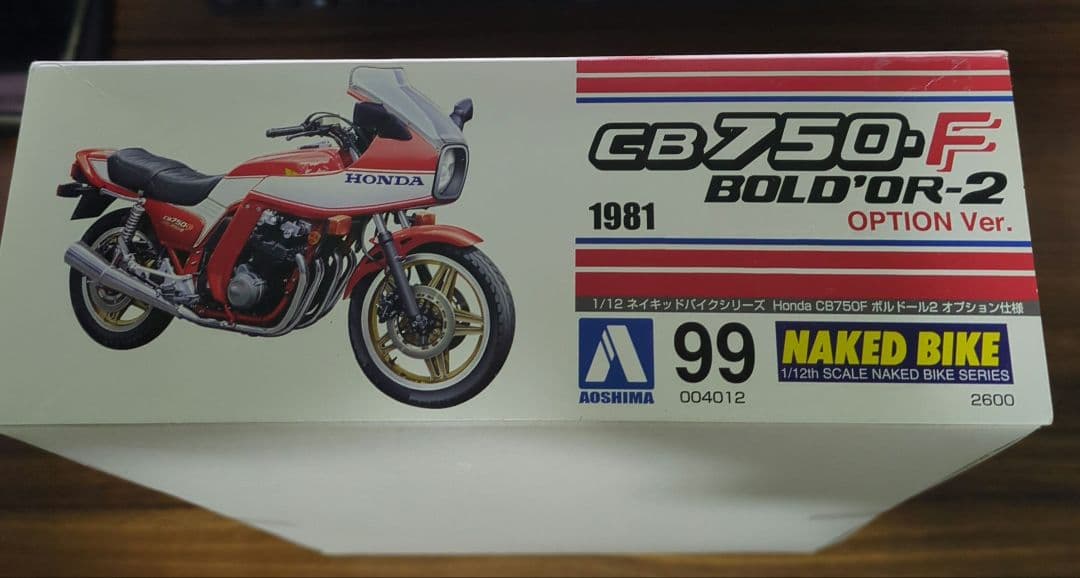 HONDA
CB750F
CB750-F
BOLD'OR-2
1981
OPTION Ver.
1/12 ネイキッドバイクシリーズ Honda CB750F ボルドール2 オプション仕様
AOSHIMA
99
004012
NAKED BIKE
1/12th SCALE NAKED BIKE SERIES
2600